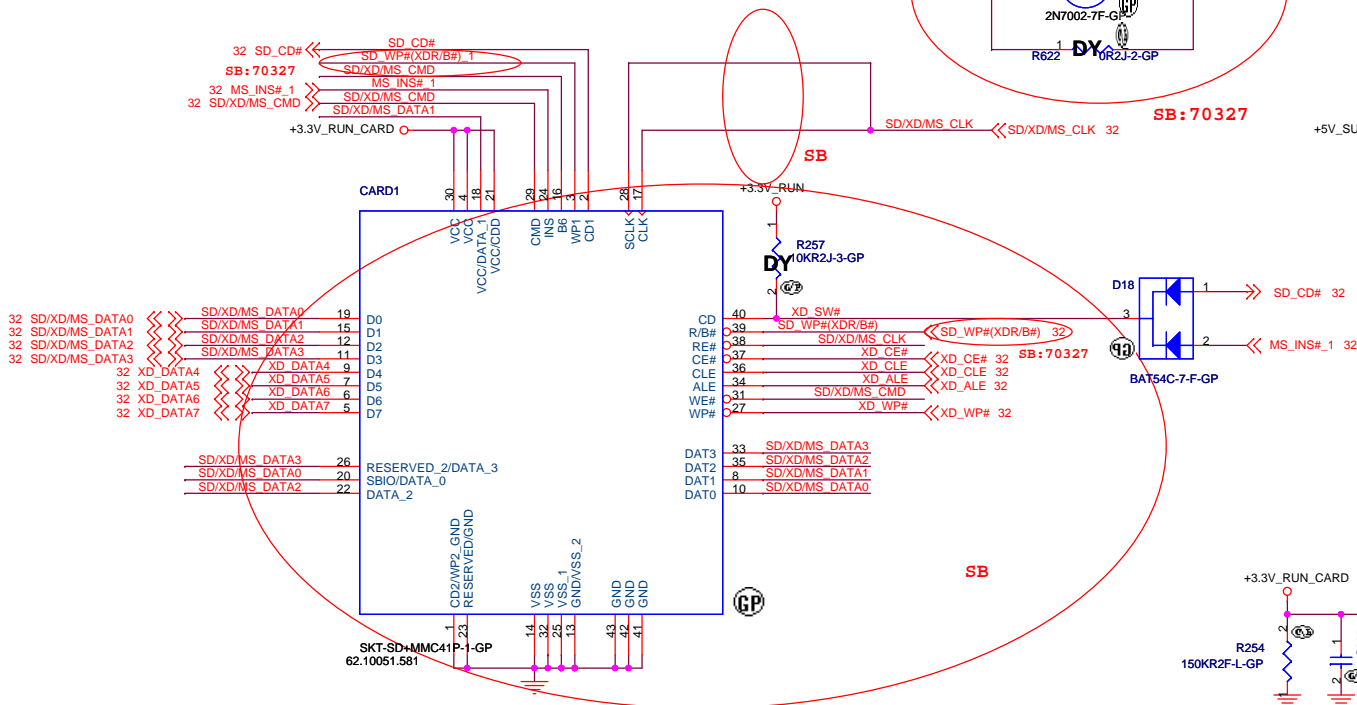 2N7002-7F-GP
GP
1
DY
R622
0R2J-2-GP
SB:70327
32 SD_CD#
SD_CD#
SD_WP#(XDR/B#)_1
SB:70327
SD/XD/MS_CMD
32 MS_INS#_1
MS_INS#_1
32 SD/XD/MS_CMD
SD/XD/MS_CMD
SD/XD/MS_DATA1
+3.3V_RUN_CARD
SD/XD/MS_CLK
SD/XD/MS_CLK 32
+5V_SU
SB
CARD1
30
4
18
21
29
24
16
3
2
28
17
VCC
VCC
VCC/DATA_1
VCC/CDD
CMD
INS
B6
WP1
CD1
SCLK
CLK
+3.3V_RUN
1
R257
DY
10KR2J-3-GP
2
32 SD/XD/MS_DATA0
SD/XD/MS_DATA0
19
D0
32 SD/XD/MS_DATA1
SD/XD/MS_DATA1
15
D1
32 SD/XD/MS_DATA2
SD/XD/MS_DATA2
12
D2
32 SD/XD/MS_DATA3
SD/XD/MS_DATA3
11
D3
32 XD_DATA4
XD_DATA4
9
D4
32 XD_DATA5
XD_DATA5
7
D5
32 XD_DATA6
XD_DATA6
6
D6
32 XD_DATA7
XD_DATA7
5
D7
CD
40
XD_SW#
R/B#
39
SD_WP#(XDR/B#)
SD_WP#(XDR/B#) 32
RE#
38
SD/XD/MS_CLK
SB:70327
CE#
37
XD_CE#
XD_CE# 32
CLE
36
XD_CLE
XD_CLE 32
ALE
34
XD_ALE
XD_ALE 32
WE#
31
SD/XD/MS_CMD
WP#
27
XD_WP#
XD_WP# 32
D18
1
SD_CD# 32
3
2
MS_INS#_1 32
GP
BAT54C-7-F-GP
SD/XD/MS_DATA3
26
RESERVED_2/DATA_3
SD/XD/MS_DATA0
20
SBIO/DATA_0
SD/XD/MS_DATA2
22
DATA_2
DAT3
33
SD/XD/MS_DATA3
DAT2
35
SD/XD/MS_DATA2
DAT1
8
SD/XD/MS_DATA1
DAT0
10
SD/XD/MS_DATA0
CD2/WP2_GND
RESERVED/GND
VSS
VSS
VSS_1
GND/VSS_2
GND
GND
GND
1
23
14
32
25
13
43
42
41
GP
SKT-SD+MMC41P-1-GP
62.10051.581
SB
+3.3V_RUN_CARD
2
R254
150KR2F-L-GP
1
1
2